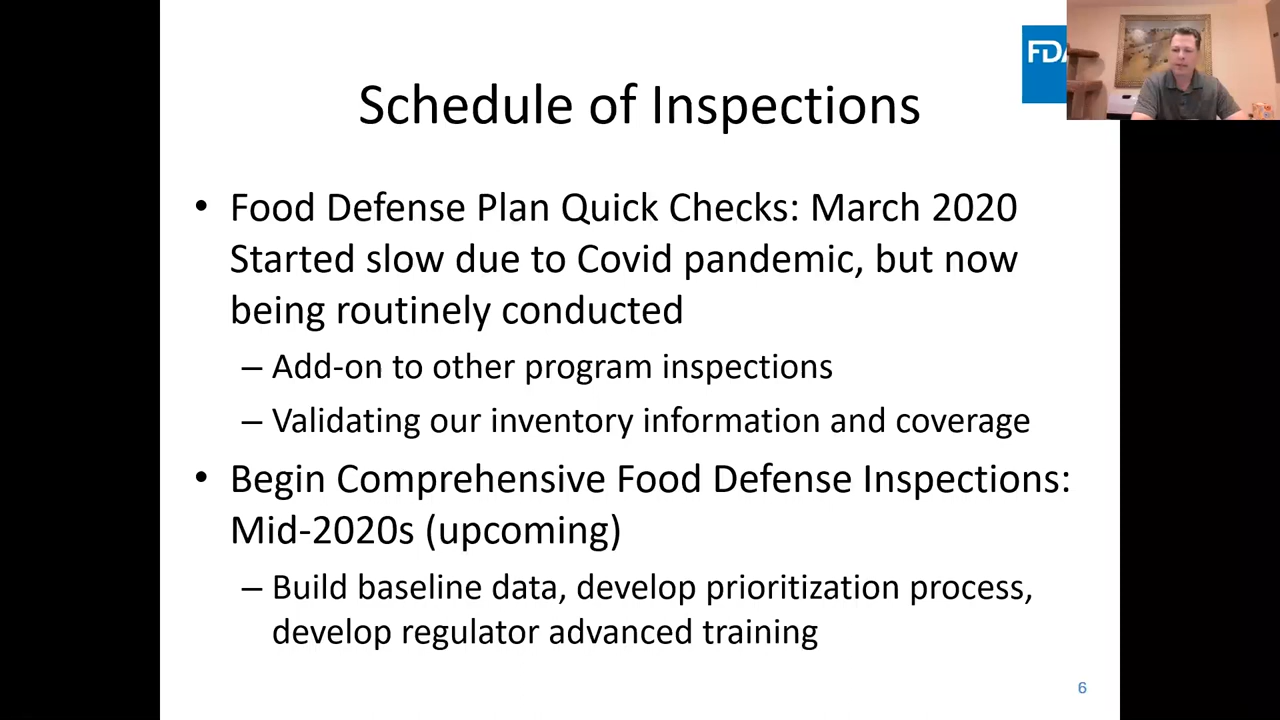 FDA
Schedule of Inspections
• Food Defense Plan Quick Checks: March 2020
Started slow due to Covid pandemic, but now
being routinely conducted
– Add-on to other program inspections
– Validating our inventory information and coverage
• Begin Comprehensive Food Defense Inspections:
Mid-2020s (upcoming)
– Build baseline data, develop prioritization process,
develop regulator advanced training
6